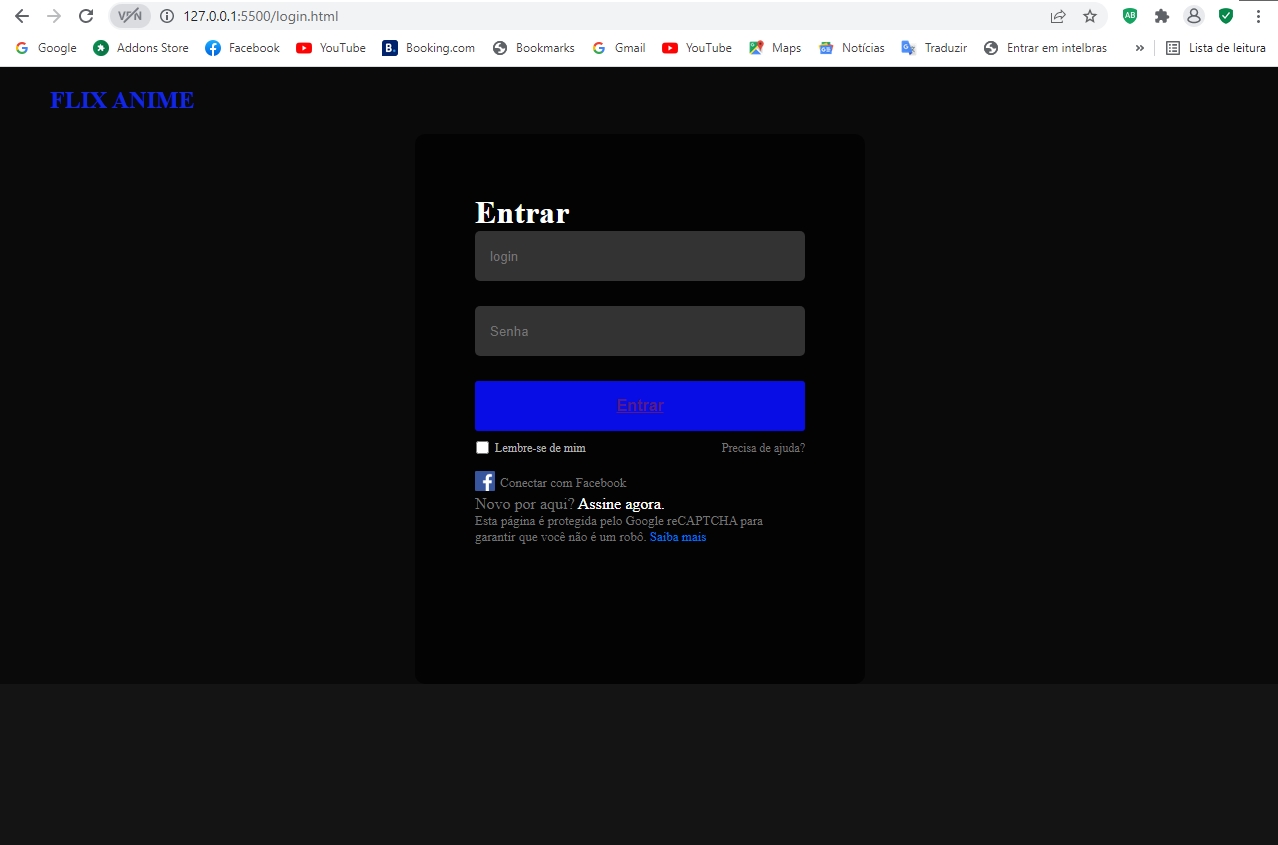 VPN 127.0.0.1:5500/login.html
Google Addons Store Facebook YouTube B. Booking.com Bookmarks Gmail YouTube Maps Notícias Traduzir Entrar em intelbras » Lista de leitura
FLIX ANIME
Entrar
login
Senha
Entrar
Lembre-se de mim Precisa de ajuda?
Conectar com Facebook
Novo por aqui? Assine agora.
Esta página é protegida pelo Google reCAPTCHA para
garantir que você não é um robô. Saiba mais